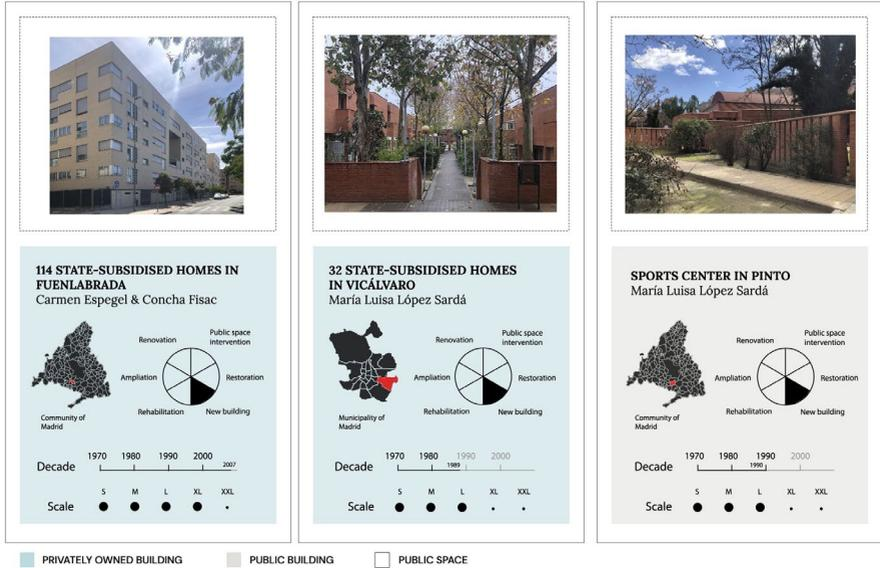 114 STATE-SUBSIDISED HOMES IN
FUENLABRADA
Carmen Espegel & Concha Fisac
Renovation
Public space
intervention
Ampliation
Restoration
Rehabilitation
New building
Community of
Madrid
Decade
1970 1980 1990 2000
2007
Scale
S M L XL XXL
32 STATE-SUBSIDISED HOMES
IN VICÁLVARO
María Luisa López Sardá
Renovation
Public space
intervention
Ampliation
Restoration
Rehabilitation
New building
Municipality of
Madrid
Decade
1970 1980 1990 2000
1989
Scale
S M L XL XXL
SPORTS CENTER IN PINTO
María Luisa López Sardá
Renovation
Public space
intervention
Ampliation
Restoration
Rehabilitation
New building
Community of
Madrid
Decade
1970 1980 1990 2000
1990
Scale
S M L XL XXL
PRIVATELY OWNED BUILDING
PUBLIC BUILDING
PUBLIC SPACE